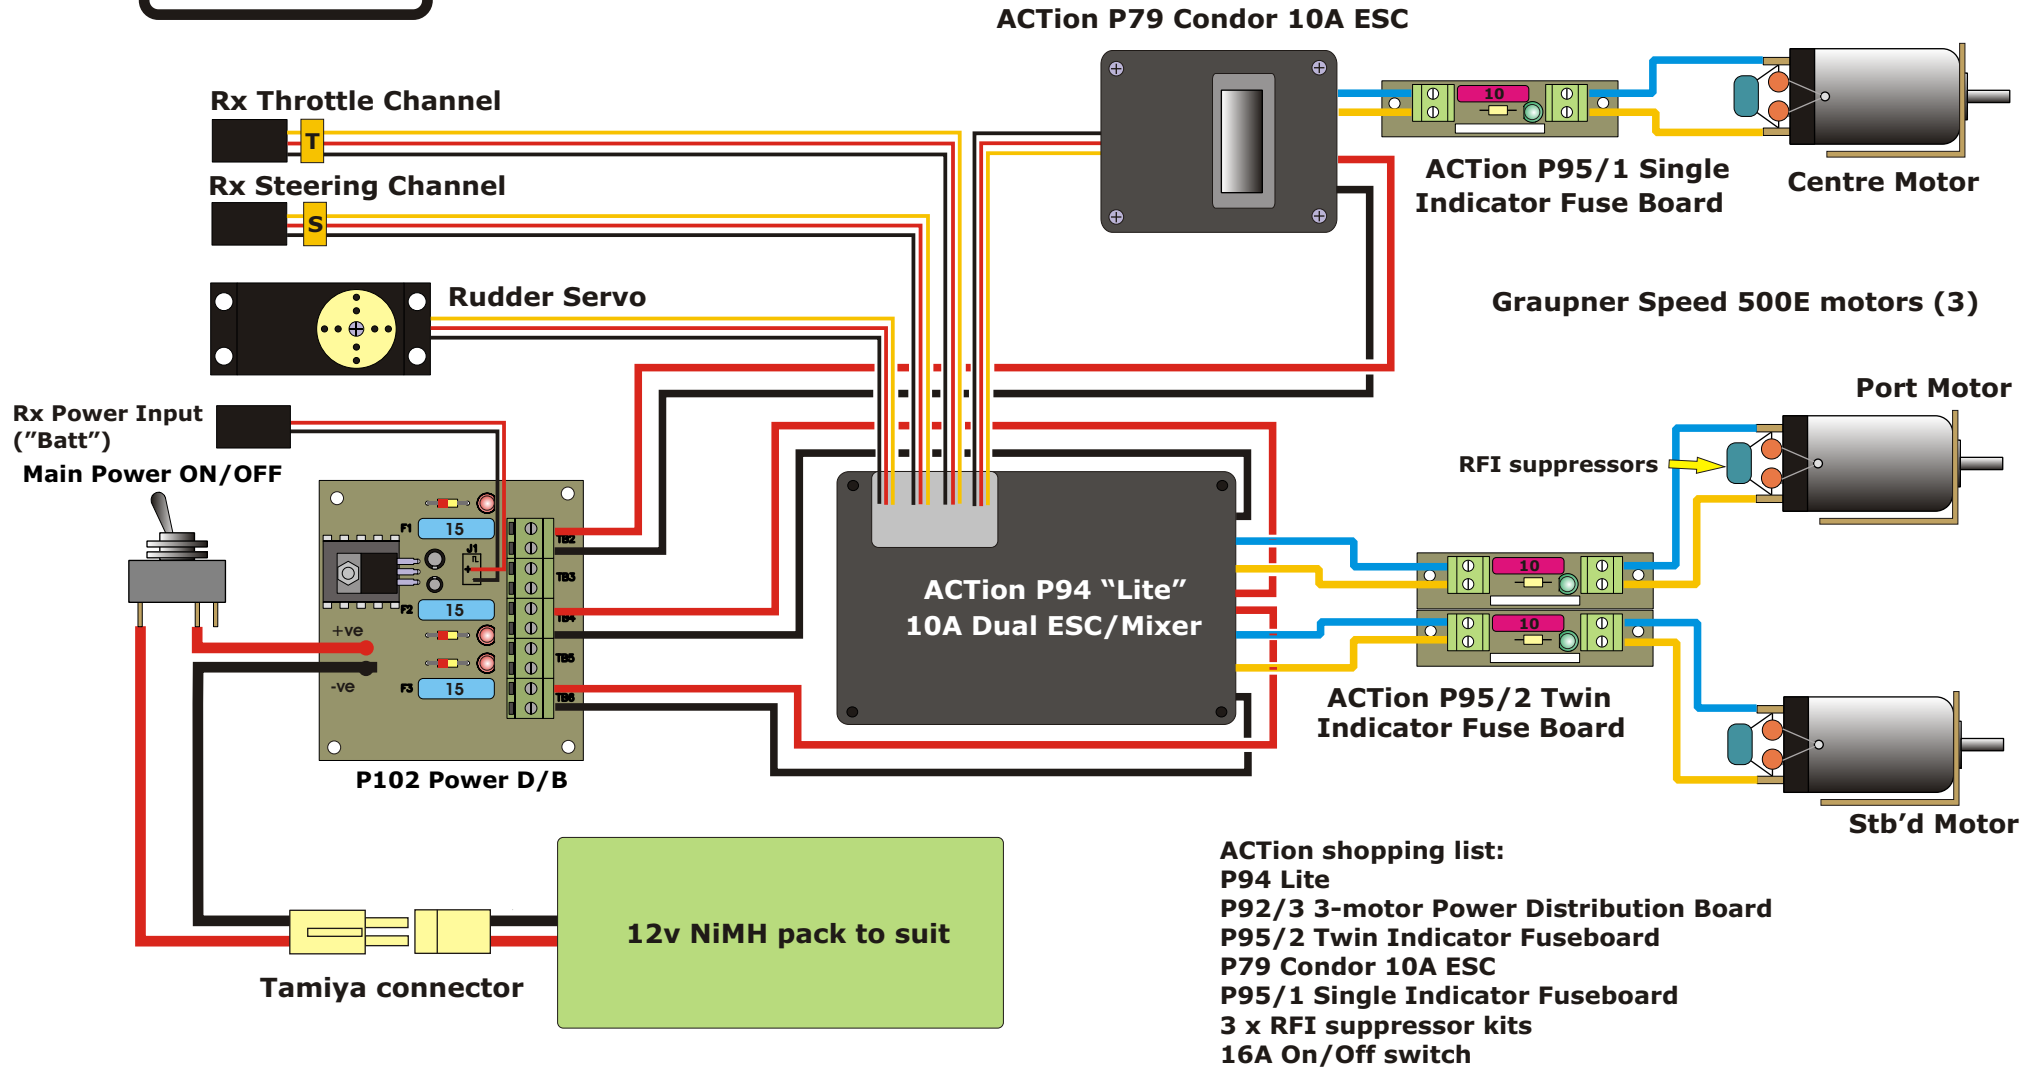 ACTion P79 Condor 10A ESC
Rx Throttle Channel
T
Rx Steering Channel
S
10
ACTion P95/1 Single
Indicator Fuse Board
Centre Motor
Rudder Servo
Graupner Speed 500E motors (3)
Port Motor
Rx Power Input
("Batt")
Main Power ON/OFF
RFI suppressors
F1
15
J1
+
TB2
TB3
F2
15
TB4
+ve
TB5
-ve
F3
15
TB6
P102 Power D/B
ACTion P94 “Lite”
10A Dual ESC/Mixer
10
10
ACTion P95/2 Twin
Indicator Fuse Board
Stb’d Motor
12v NiMH pack to suit
Tamiya connector
ACTion shopping list:
P94 Lite
P92/3 3-motor Power Distribution Board
P95/2 Twin Indicator Fuseboard
P79 Condor 10A ESC
P95/1 Single Indicator Fuseboard
3 x RFI suppressor kits
16A On/Off switch